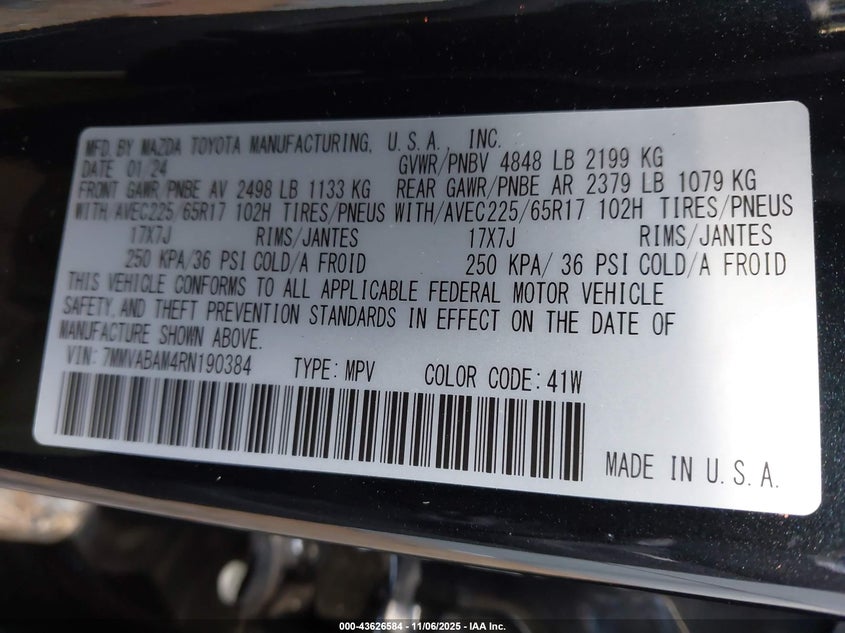 MFD. BY MAZDA TOYOTA MANUFACTURING, U.S.A., INC.
DATE 01/24 GVWR/PNBV 4848 LB 2199 KG
FRONT GAWR/PNBE AV 2498 LB 1133 KG REAR GAWR/PNBE AR 2379 LB 1079 KG
WITH/AVEC225/65R17 102H TIRES/PNEUS WITH/AVEC225/65R17 102H TIRES/PNEUS
17X7J RIMS/JANTES 17X7J RIMS/JANTES
250 KPA/36 PSI COLD/A FROID 250 KPA/ 36 PSI COLD/A FROID
THIS VEHICLE CONFORMS TO ALL APPLICABLE FEDERAL MOTOR VEHICLE
SAFETY, AND THEFT PREVENTION STANDARDS IN EFFECT ON THE DATE OF
MANUFACTURE SHOWN ABOVE.
VIN: 7MMVABAM4RN190384 TYPE: MPV COLOR CODE: 41W
MADE IN U.S.A.
000-43626584 - 11/06/2025 - IAA Inc.